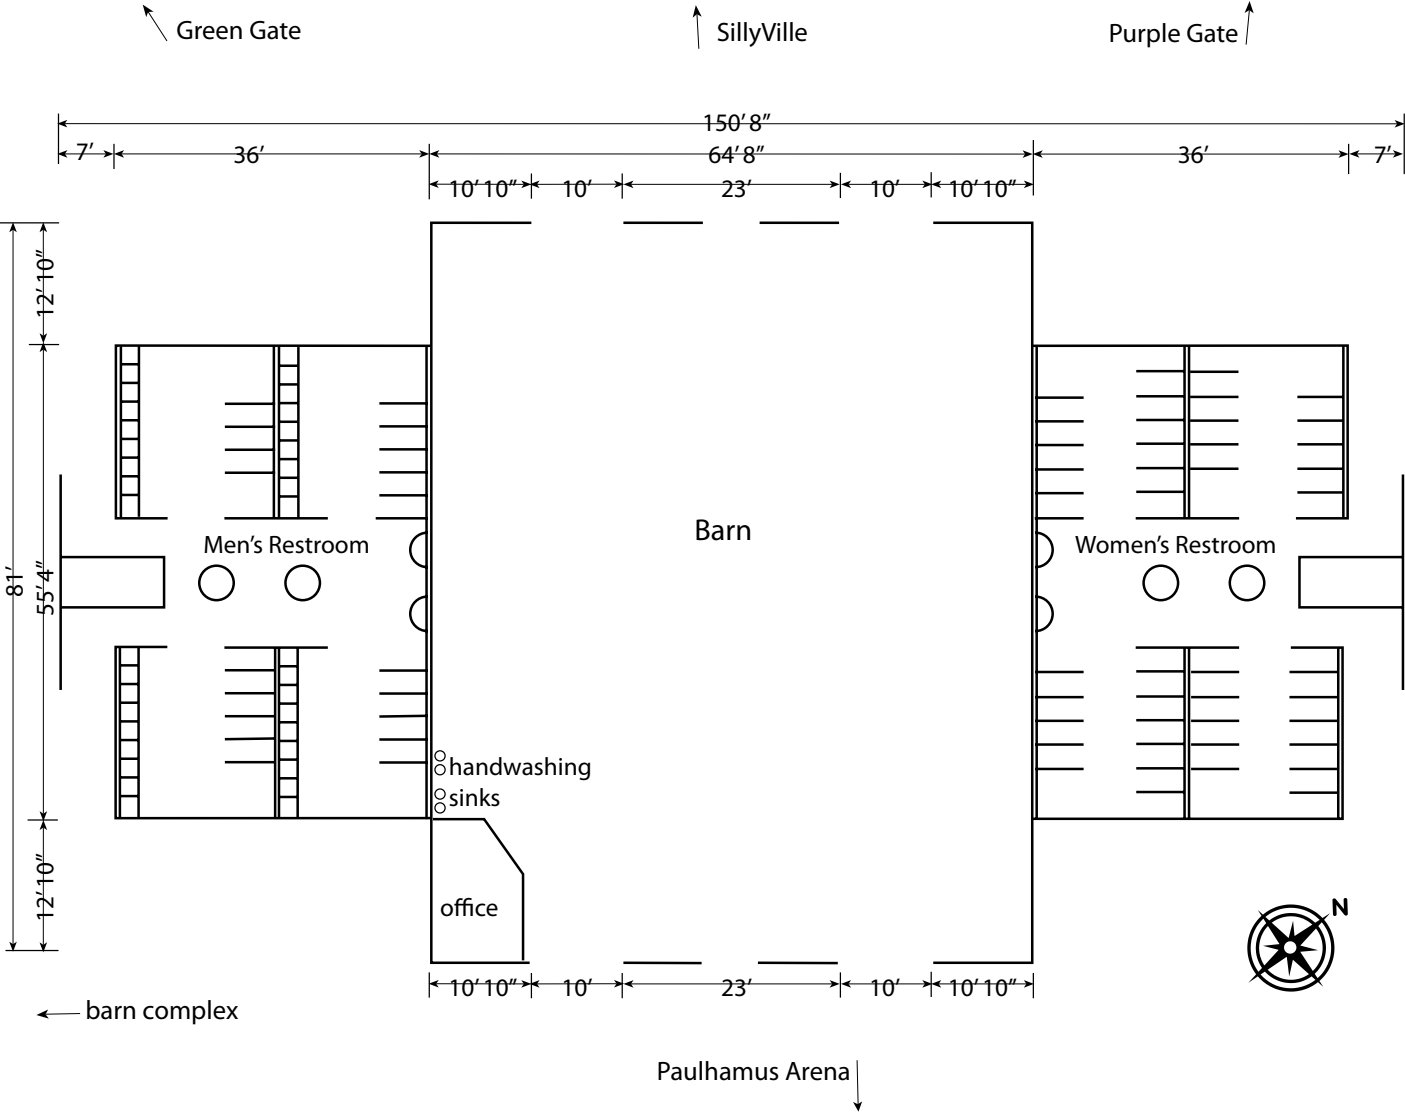 Green Gate
SillyVille
Purple Gate
150' 8"
7'
36'
64' 8"
36'
7'
10' 10"
10'
23'
10'
10' 10"
12' 10"
81'
55' 4"
12' 10"
Men's Restroom
Barn
Women's Restroom
handwashing
sinks
office
N
10' 10"
10'
23'
10'
10' 10"
barn complex
Paulhamus Arena